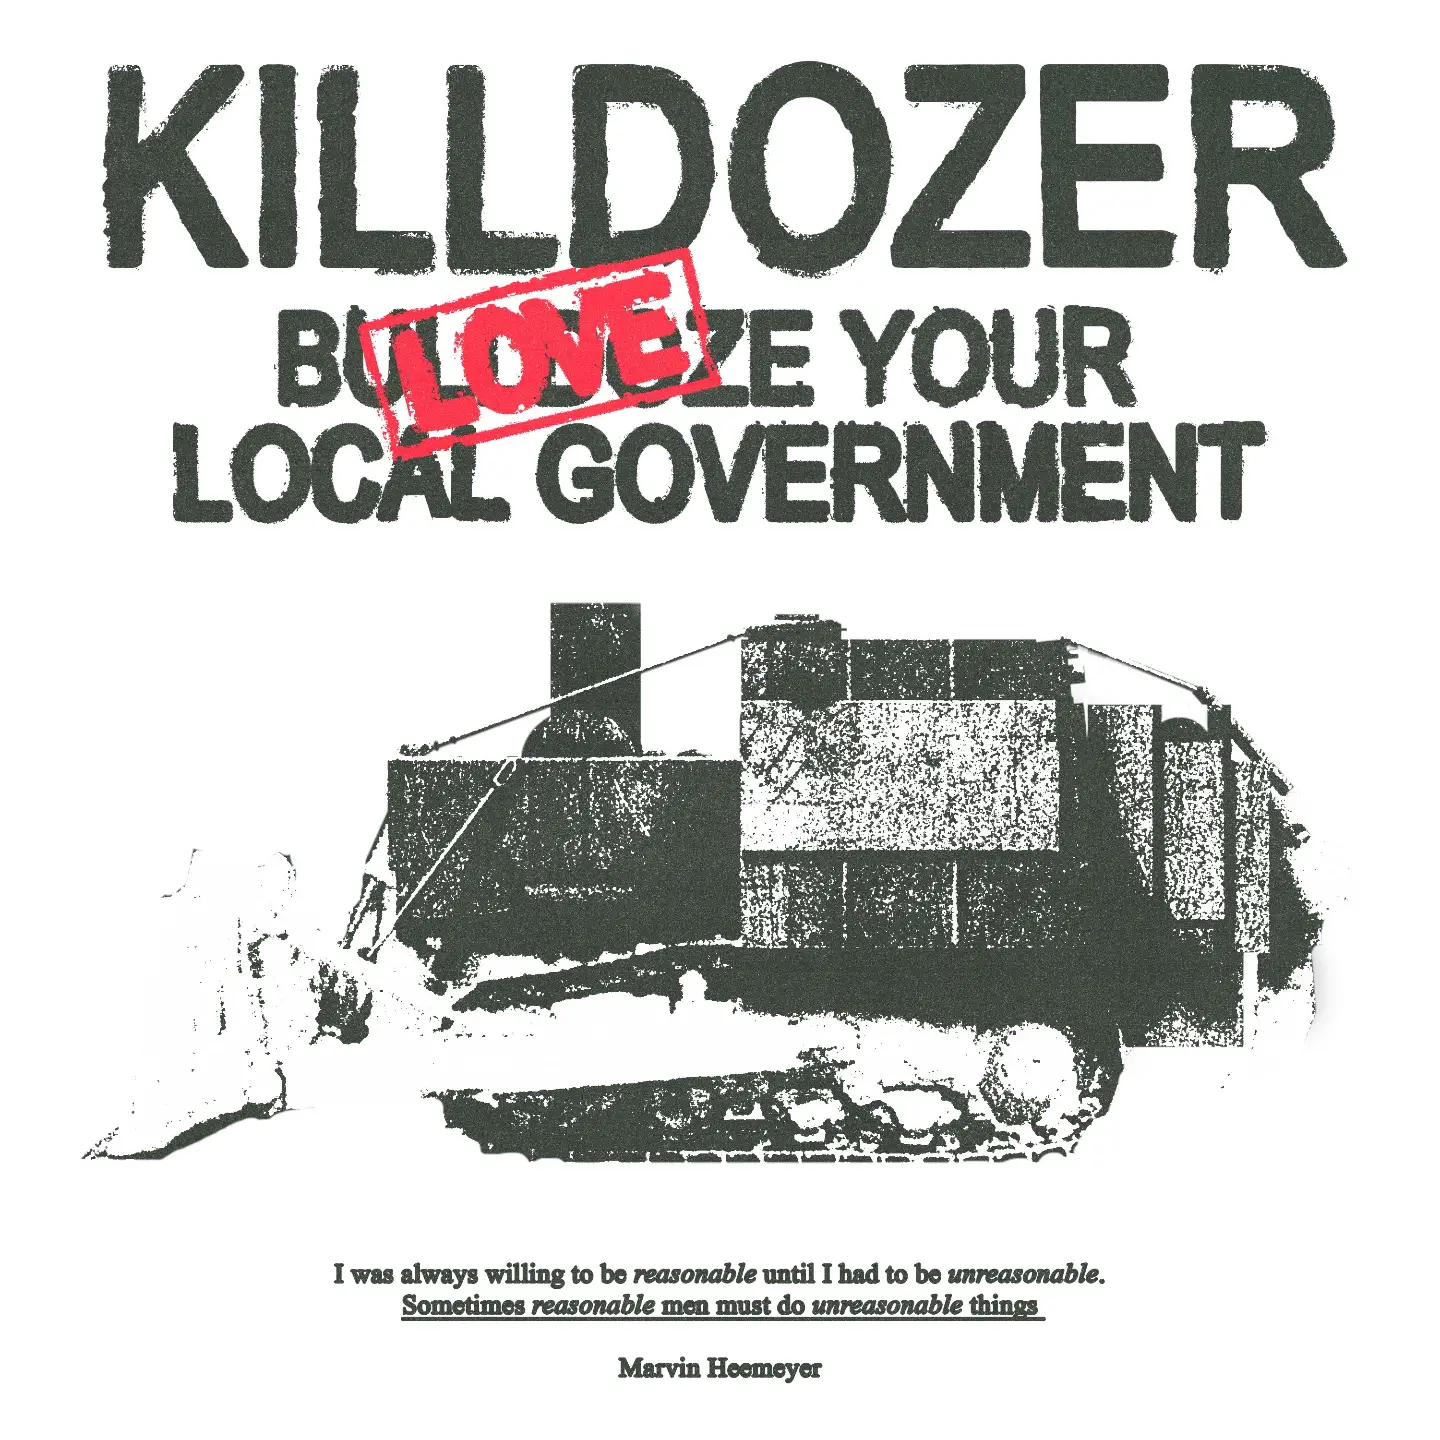 KILLDOZER
BULLDOZE YOUR
LOVE
LOCAL GOVERNMENT
I was always willing to be reasonable until I had to be unreasonable.
Sometimes reasonable men must do unreasonable things
Marvin Heemeyer